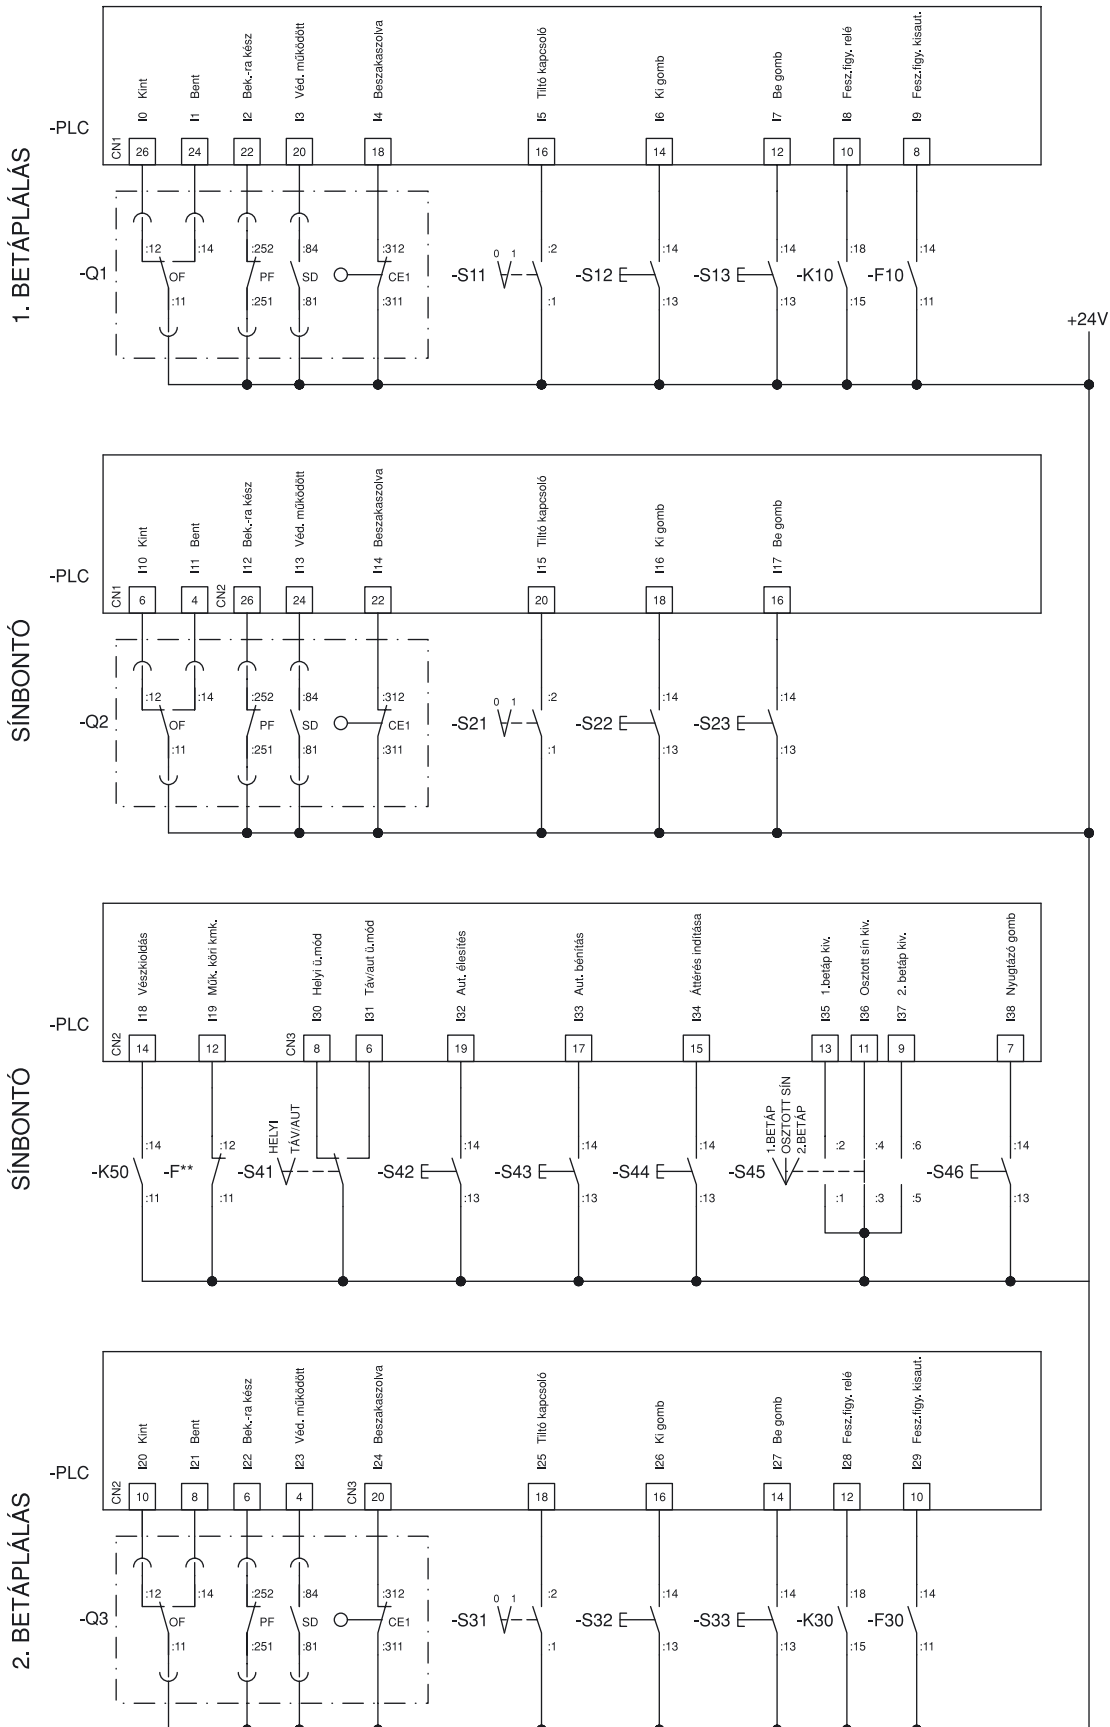 1. BETÁPLÁLÁS
-PLC
CN1
I0 Kint
I1 Bent
I2 Bek.-ra kész
I3 Véd. működött
I4 Beszakaszolva
I5 Tiltó kapcsoló
I6 Ki gomb
I7 Be gomb
I8 Fesz.figy. relé
I9 Fesz.figy. kisaut.
26 24 22 20 18 16 14 12 10 8
:12 :14 :252 :84 :312 0 1 :2 :14 :14 :18 :14
-Q1 OF PF SD CE1 -S11 -S12 -S13 -K10 -F10
:11 :251 :81 :311 :1 :13 :13 :15 :11
+24V
SÍNBONTÓ
-PLC
CN1
CN2
I10 Kint
I11 Bent
I12 Bek.-ra kész
I13 Véd. működött
I14 Beszakaszolva
I15 Tiltó kapcsoló
I16 Ki gomb
I17 Be gomb
6 4 26 24 22 20 18 16
:12 :14 :252 :84 :312 0 1 :2 :14 :14
-Q2 OF PF SD CE1 -S21 -S22 -S23
:11 :251 :81 :311 :1 :13 :13
SÍNBONTÓ
-PLC
CN2
CN3
I18 Vészkioldás
I19 Műk. köri kmk.
I30 Helyi ü.mód
I31 Táv/aut ü.mód
I32 Aut. élesítés
I33 Aut. bénítás
I34 Áttérés indítása
I35 1.betáp kiv.
I36 Osztott sín kiv.
I37 2. betáp kiv.
I38 Nyugtázó gomb
14 12 8 6 19 17 15 13 11 9 7
HELYI
TÁV/AUT
1.BETÁP
OSZTOTT SÍN
2.BETÁP
:14 :12 :14 :14 :14 :2 :4 :6 :14
-K50 -F** -S41 -S42 -S43 -S44 -S45 -S46
:11 :11 :13 :13 :13 :1 :3 :5 :13
2. BETÁPLÁLÁS
-PLC
CN2
CN3
I20 Kint
I21 Bent
I22 Bek.-ra kész
I23 Véd. működött
I24 Beszakaszolva
I25 Tiltó kapcsoló
I26 Ki gomb
I27 Be gomb
I28 Fesz.figy. relé
I29 Fesz.figy. kisaut.
10 8 6 4 20 18 16 14 12 10
:12 :14 :252 :84 :312 0 1 :2 :14 :14 :18 :14
-Q3 OF PF SD CE1 -S31 -S32 -S33 -K30 -F30
:11 :251 :81 :311 :1 :13 :13 :15 :11